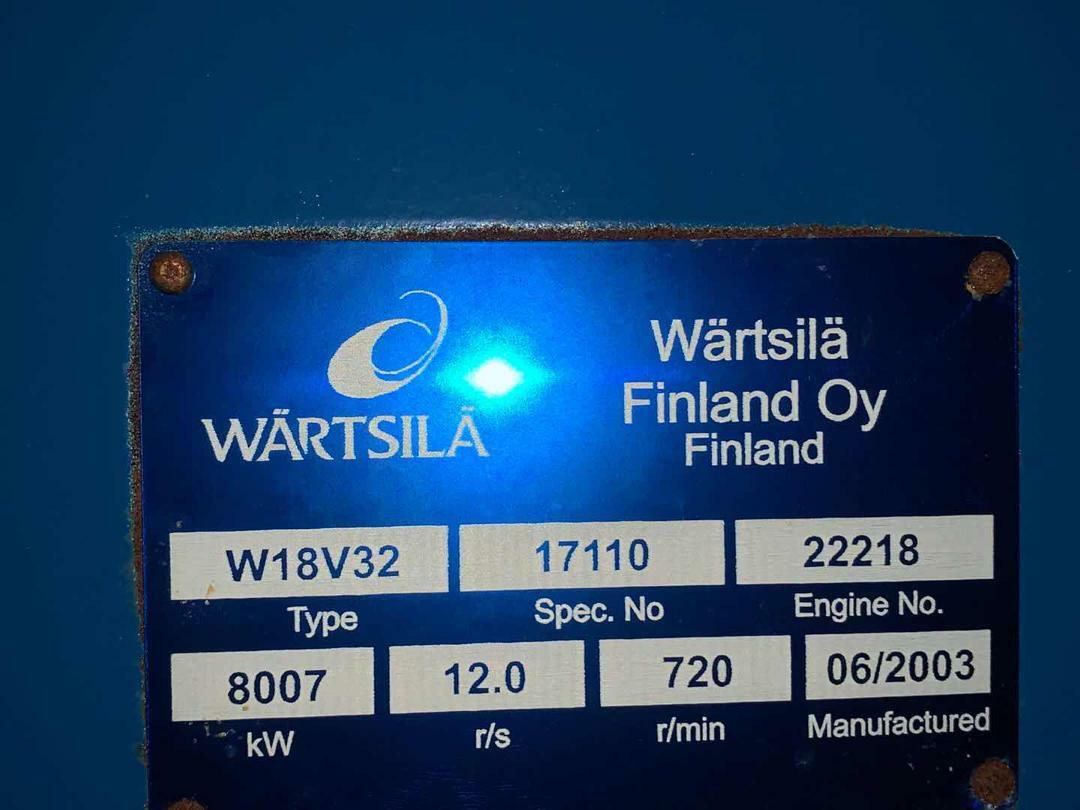 WÄRTSILÄ
Wärtsilä
Finland Oy
Finland
W18V32 17110 22218
Type Spec. No Engine No.
8007 12.0 720 06/2003
kW r/s r/min Manufactured